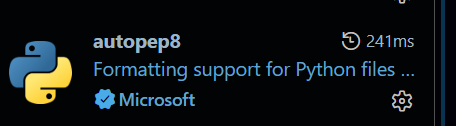 autopep8 241ms
Formatting support for Python files ...
Microsoft